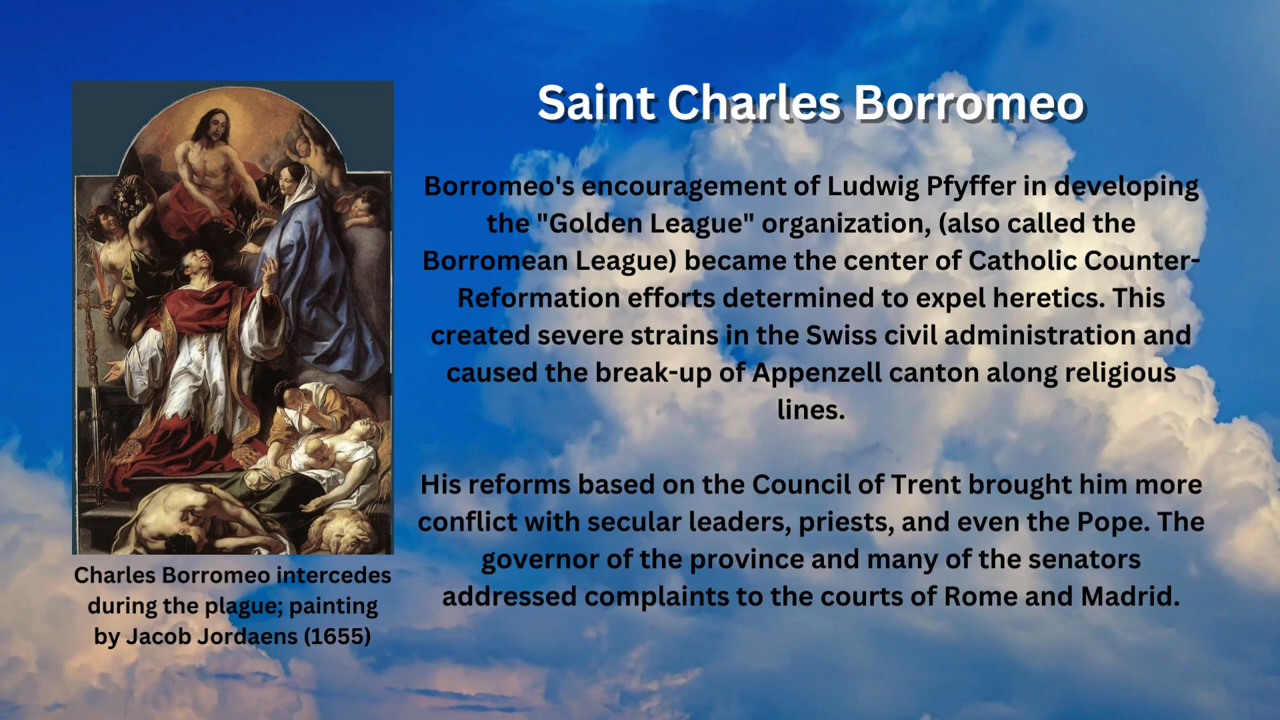 Saint Charles Borromeo
Borromeo's encouragement of Ludwig Pfyffer in developing
the "Golden League" organization, (also called the
Borromean League) became the center of Catholic Counter-
Reformation efforts determined to expel heretics. This
created severe strains in the Swiss civil administration and
caused the break-up of Appenzell canton along religious
lines.
His reforms based on the Council of Trent brought him more
conflict with secular leaders, priests, and even the Pope. The
governor of the province and many of the senators
addressed complaints to the courts of Rome and Madrid.
Charles Borromeo intercedes
during the plague; painting
by Jacob Jordaens (1655)